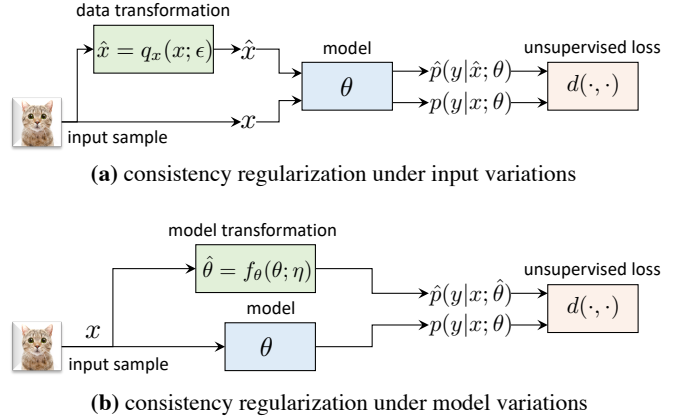 data transformation
x̂ = q_x(x; ϵ)
x̂
model
θ
p̂(y|x̂; θ)
unsupervised loss
d(·, ·)
x
p(y|x; θ)
input sample
(a) consistency regularization under input variations
model transformation
θ̂ = f_θ(θ; η)
unsupervised loss
p̂(y|x; θ̂)
d(·, ·)
x
model
θ
p(y|x; θ)
input sample
(b) consistency regularization under model variations